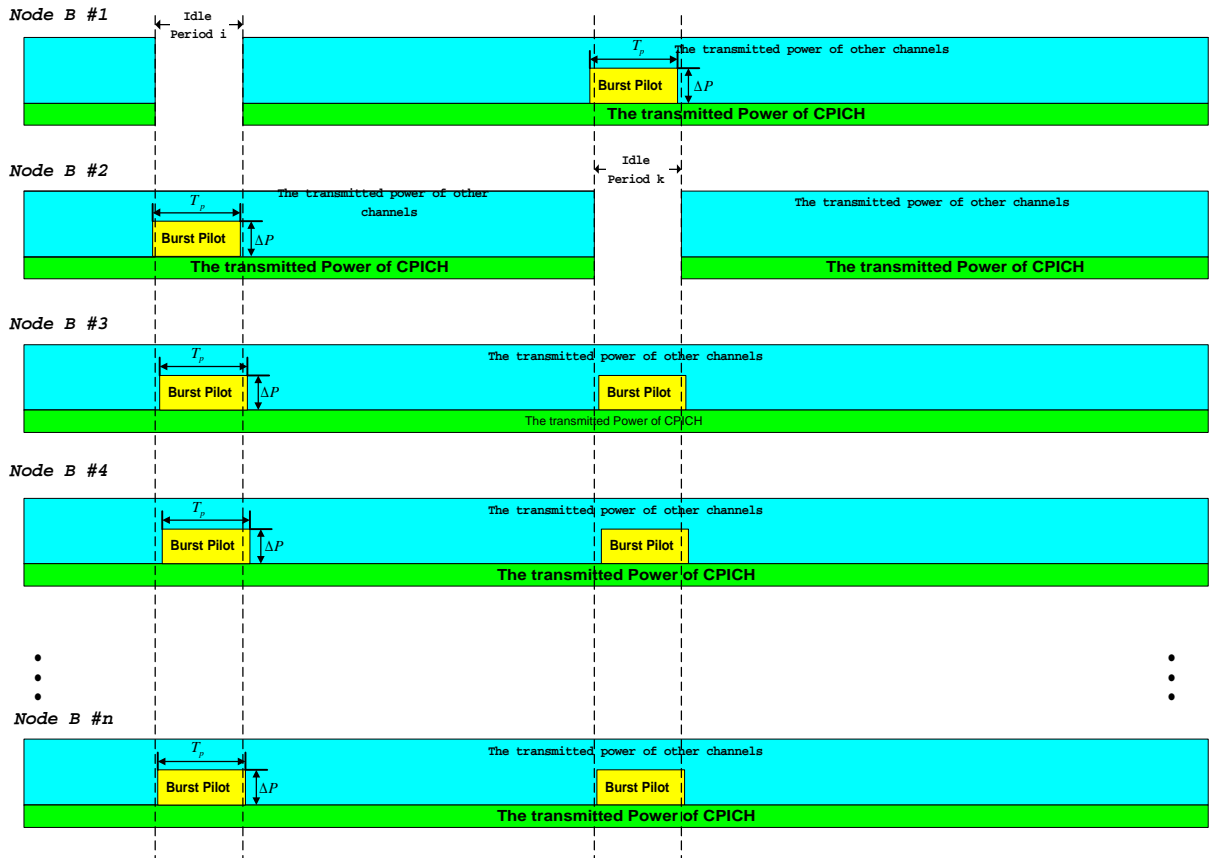 Node B #1
Idle
Period i
T_p
The transmitted power of other channels
Burst Pilot
ΔP
The transmitted Power of CPICH
Node B #2
Idle
Period k
T_p
The transmitted power of other
channels
The transmitted power of other channels
Burst Pilot
ΔP
The transmitted Power of CPICH
The transmitted Power of CPICH
Node B #3
T_p
The transmitted power of other channels
Burst Pilot
ΔP
Burst Pilot
The transmitted Power of CPICH
Node B #4
T_p
The transmitted power of other channels
Burst Pilot
ΔP
Burst Pilot
The transmitted Power of CPICH
Node B #n
T_p
The transmitted power of other channels
Burst Pilot
ΔP
Burst Pilot
The transmitted Power of CPICH